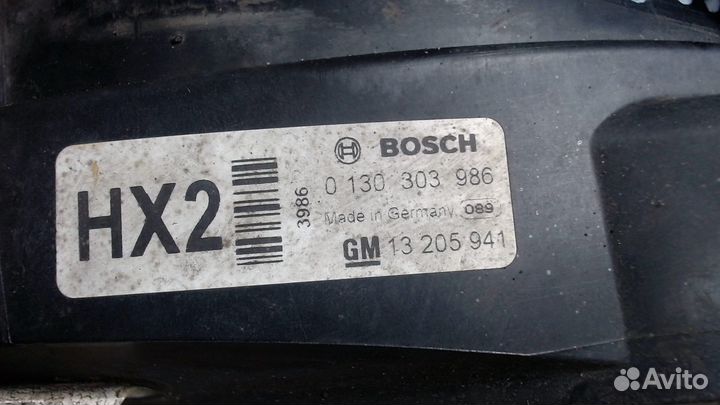 HX2
3986
BOSCH
0 130 303 986
Made in Germany 089
GM 13 205 941
Avito